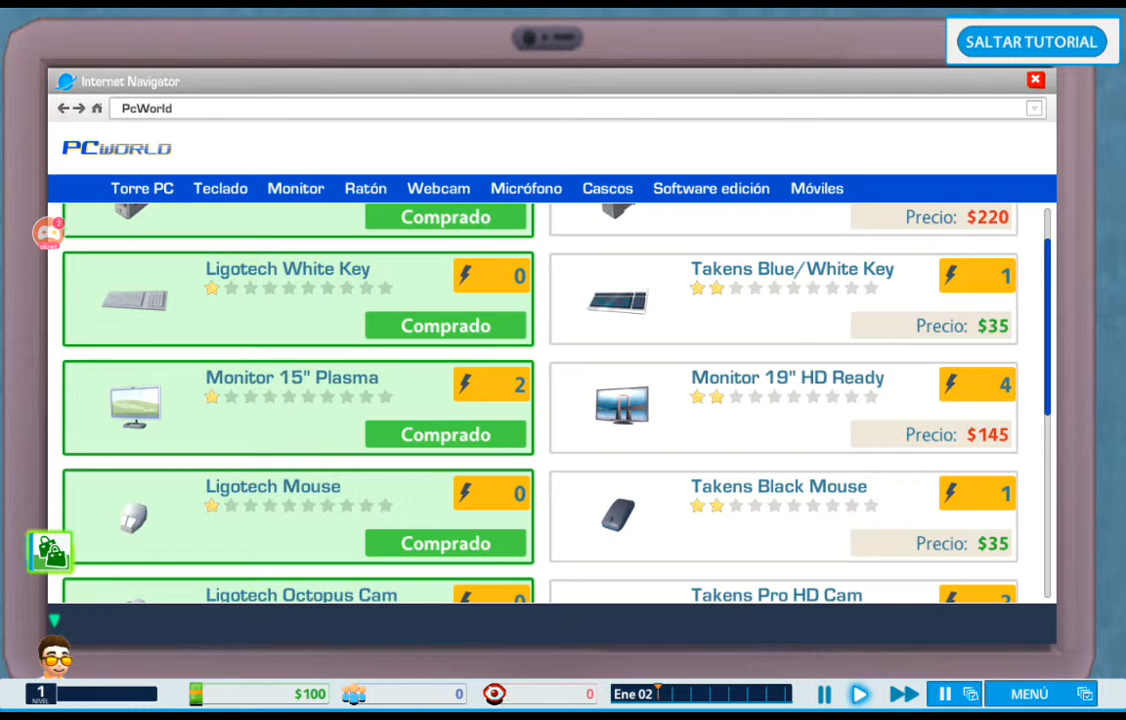 SALTAR TUTORIAL
Internet Navigator
PcWorld
PCWORLD
Torre PC Teclado Monitor Ratón Webcam Micrófono Cascos Software edición Móviles
Comprado
Precio: $220
Ligotech White Key 0
Comprado
Takens Blue/White Key 1
Precio: $35
Monitor 15" Plasma 2
Comprado
Monitor 19" HD Ready 4
Precio: $145
Ligotech Mouse 0
Comprado
Takens Black Mouse 1
Precio: $35
Ligotech Octopus Cam 0
Takens Pro HD Cam
1 NIVEL $100 0 0 Ene 02 MENÚ